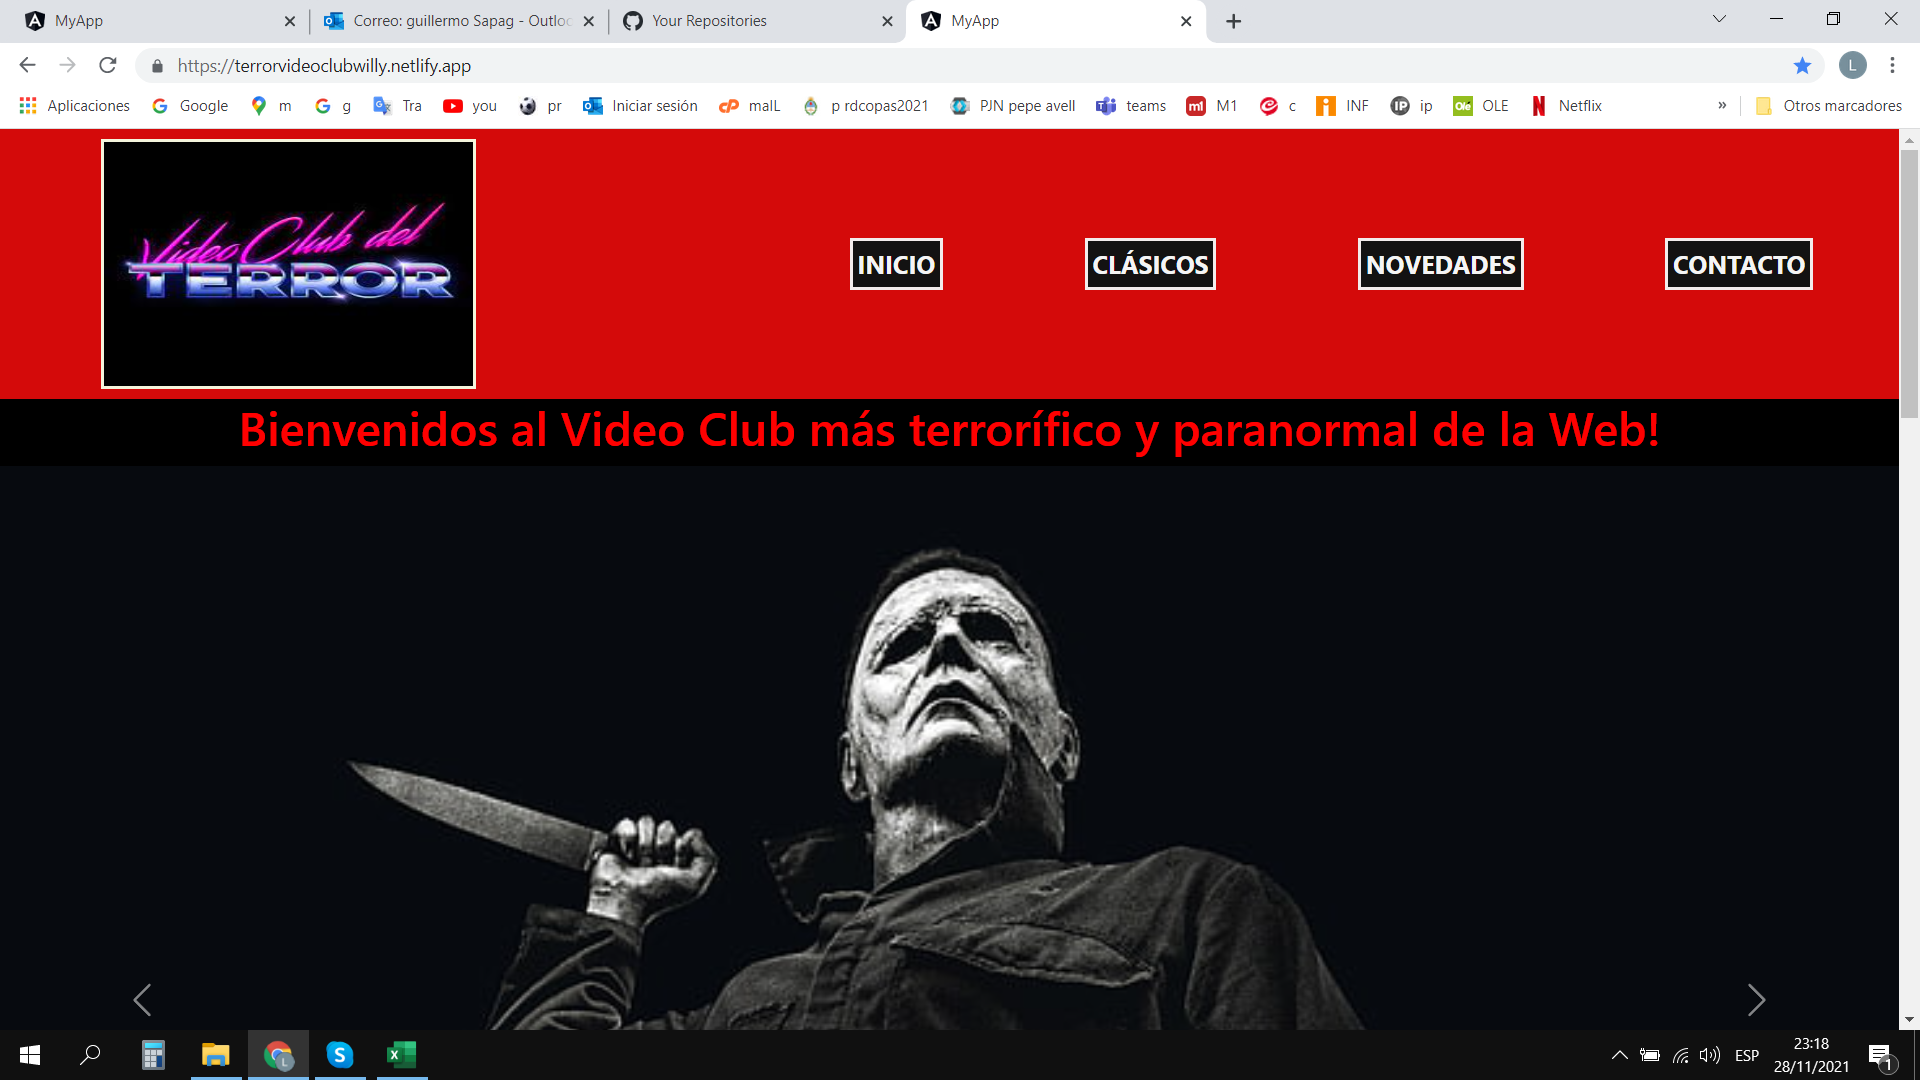 MyApp
Correo: guillermo Sapag - Outloo
Your Repositories
MyApp
https://terrorvideoclubwilly.netlify.app
L
Aplicaciones
Google
m
g
Tra
you
pr
Iniciar sesión
maIL
p rdcopas2021
PJN pepe avell
teams
M1
c
INF
ip
OLE
Netflix
»
Otros marcadores
Video Club del
TERROR
INICIO
CLÁSICOS
NOVEDADES
CONTACTO
Bienvenidos al Video Club más terrorífico y paranormal de la Web!
ESP
23:18
28/11/2021
1